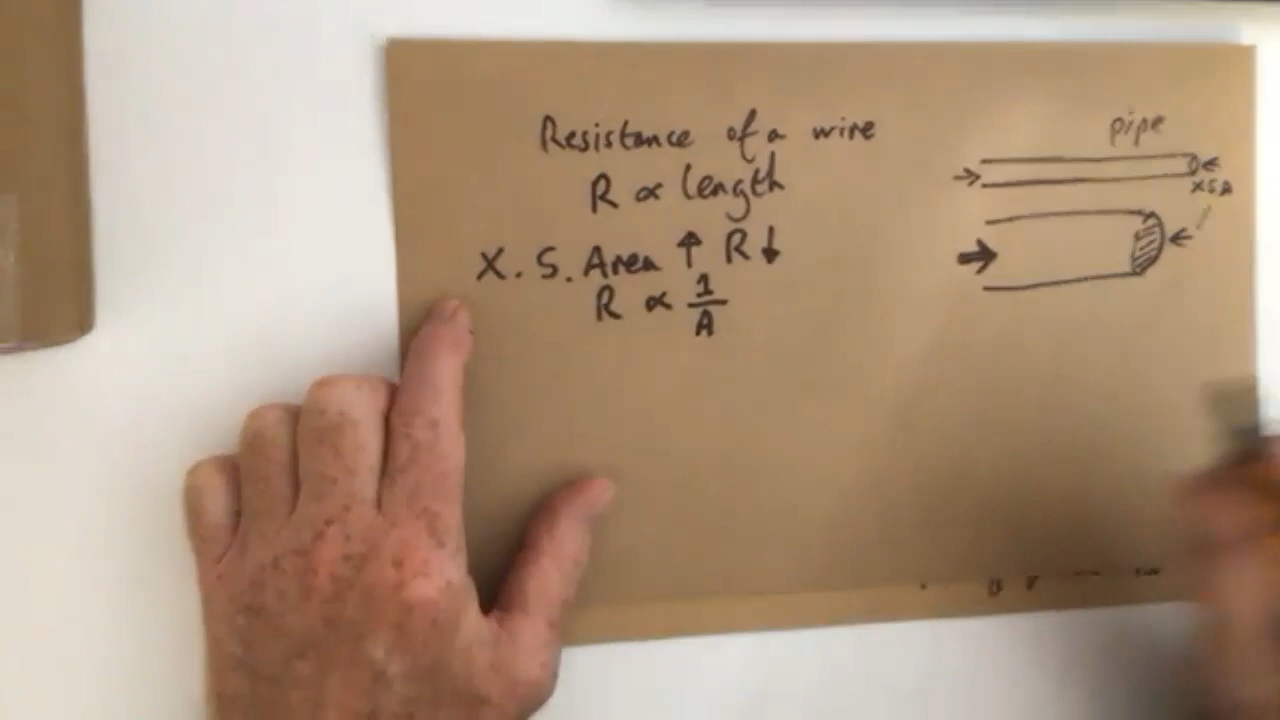 Resistance of a wire
R ∝ length
X. S. Area ↑ R ↓
R ∝ 1/A
pipe
XSA